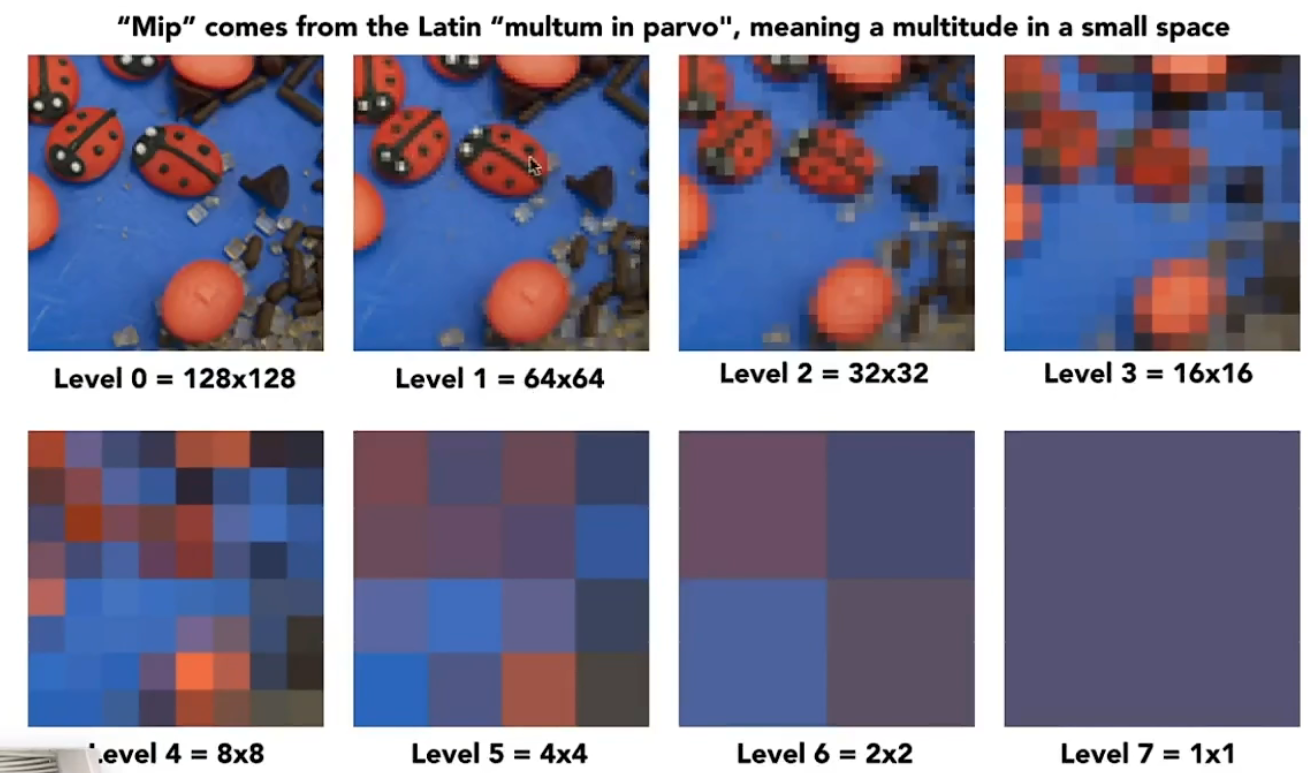 “Mip” comes from the Latin “multum in parvo", meaning a multitude in a small space
Level 0 = 128x128
Level 1 = 64x64
Level 2 = 32x32
Level 3 = 16x16
Level 4 = 8x8
Level 5 = 4x4
Level 6 = 2x2
Level 7 = 1x1